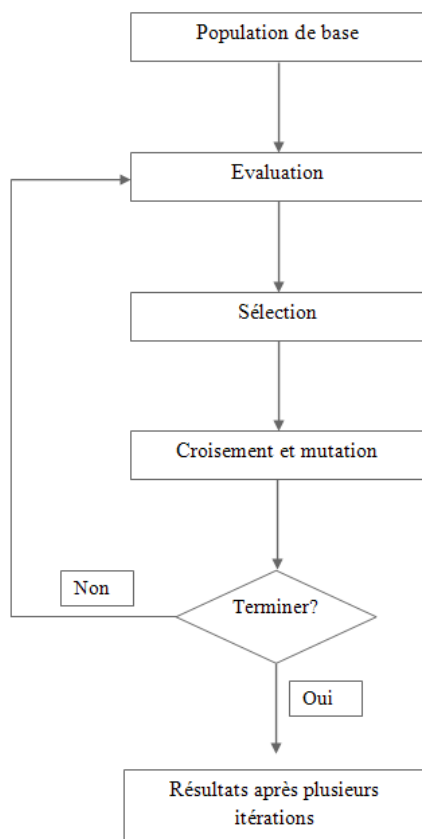 Population de base
Evaluation
Sélection
Croisement et mutation
Non
Terminer?
Oui
Résultats après plusieurs
itérations